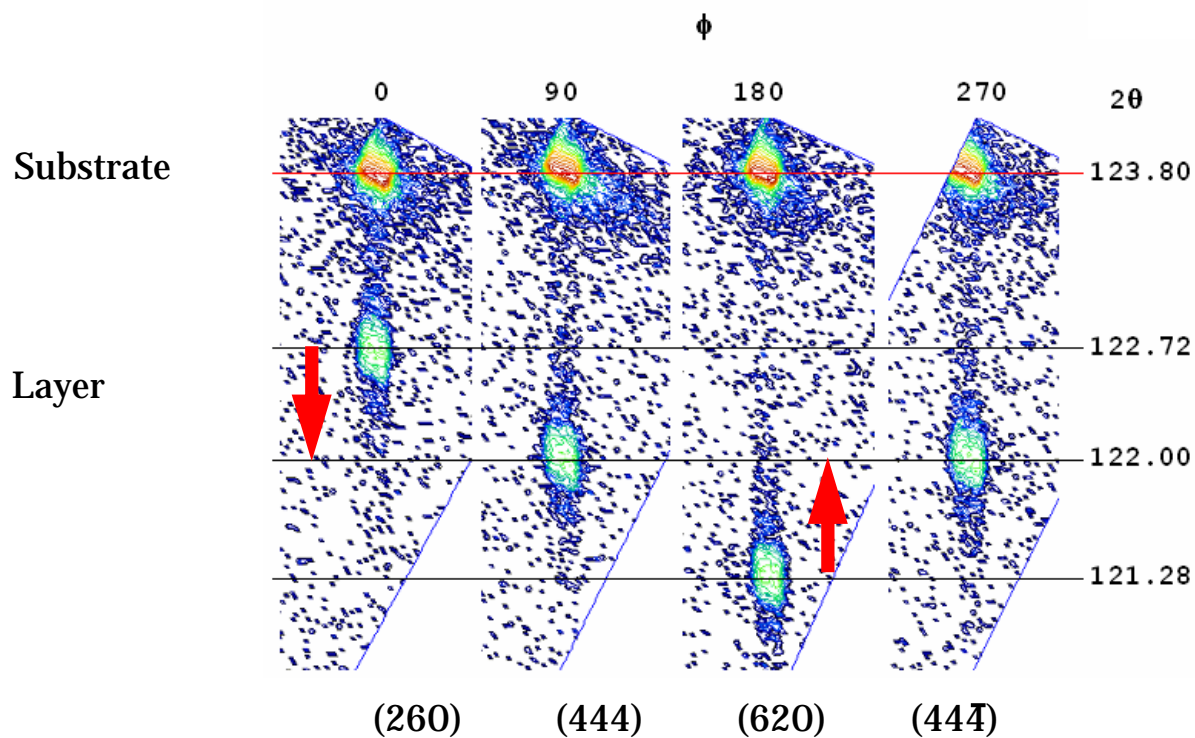 ϕ
0 90 180 270 2θ
Substrate 123.80
122.72
Layer
122.00
121.28
(260) (444) (620) (444̅)